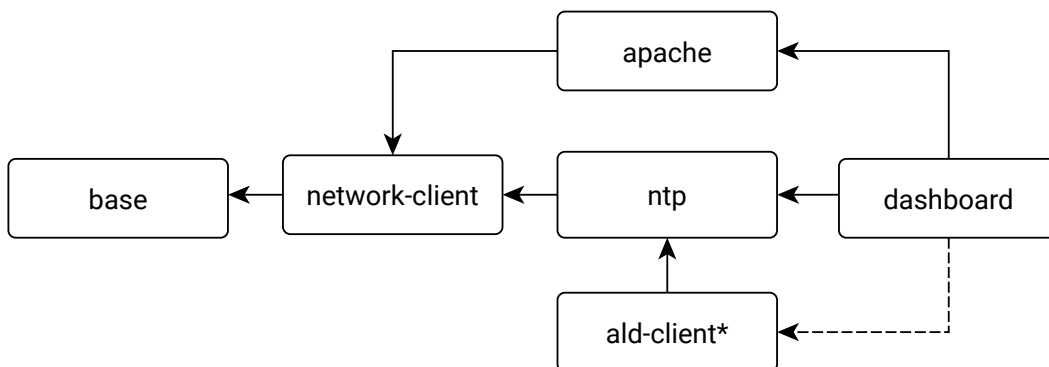 apache
base
network-client
ntp
dashboard
ald-client*